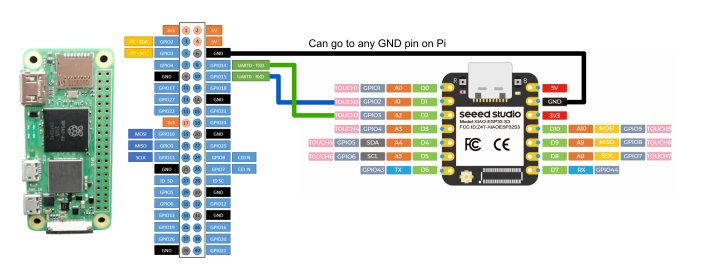 Can go to any GND pin on Pi
3v3 1 2 5V
I2C - SDA GPIO2 3 4 5V
I2C - SCL GPIO3 5 6 GND
GPIO4 7 8 GPIO14 UART0 - TXD
GND 9 10 GPIO15 UART0 - RXD
GPIO17 11 12 GPIO18
GPIO27 13 14 GND
GPIO22 15 16 GPIO23
3v3 17 18 GPIO24
MOSI GPIO10 19 20 GND
MISO GPIO9 21 22 GPIO25
SCLK GPIO11 23 24 GPIO8 CE0.N
GND 25 26 GPIO7 CE1.N
ID.SD 27 28 ID.SC
GPIO5 29 30 GND
GPIO6 31 32 GPIO12
GPIO13 33 34 GND
GPIO19 35 36 GPIO16
GPIO26 37 38 GPIO20
GND 39 40 GPIO21
TOUCH1 GPIO1 A0 D0
TOUCH2 GPIO2 A1 D1
TOUCH3 GPIO3 A2 D2
TOUCH4 GPIO4 A3 D3
TOUCH5 GPIO5 SDA A4 D4
TOUCH6 GPIO6 SCL A5 D5
GPIO43 TX D6
R B
seeed studio
Model:XIAO-ESP32-S3
FCC ID:Z4T-XIAOESP32S3
FC CE
5V
GND
3V3
D10 A10 MOSI GPIO9 TOUCH9
D9 A9 MISO GPIO8 TOUCH8
D8 A8 SCK GPIO7 TOUCH7
D7 RX GPIO44